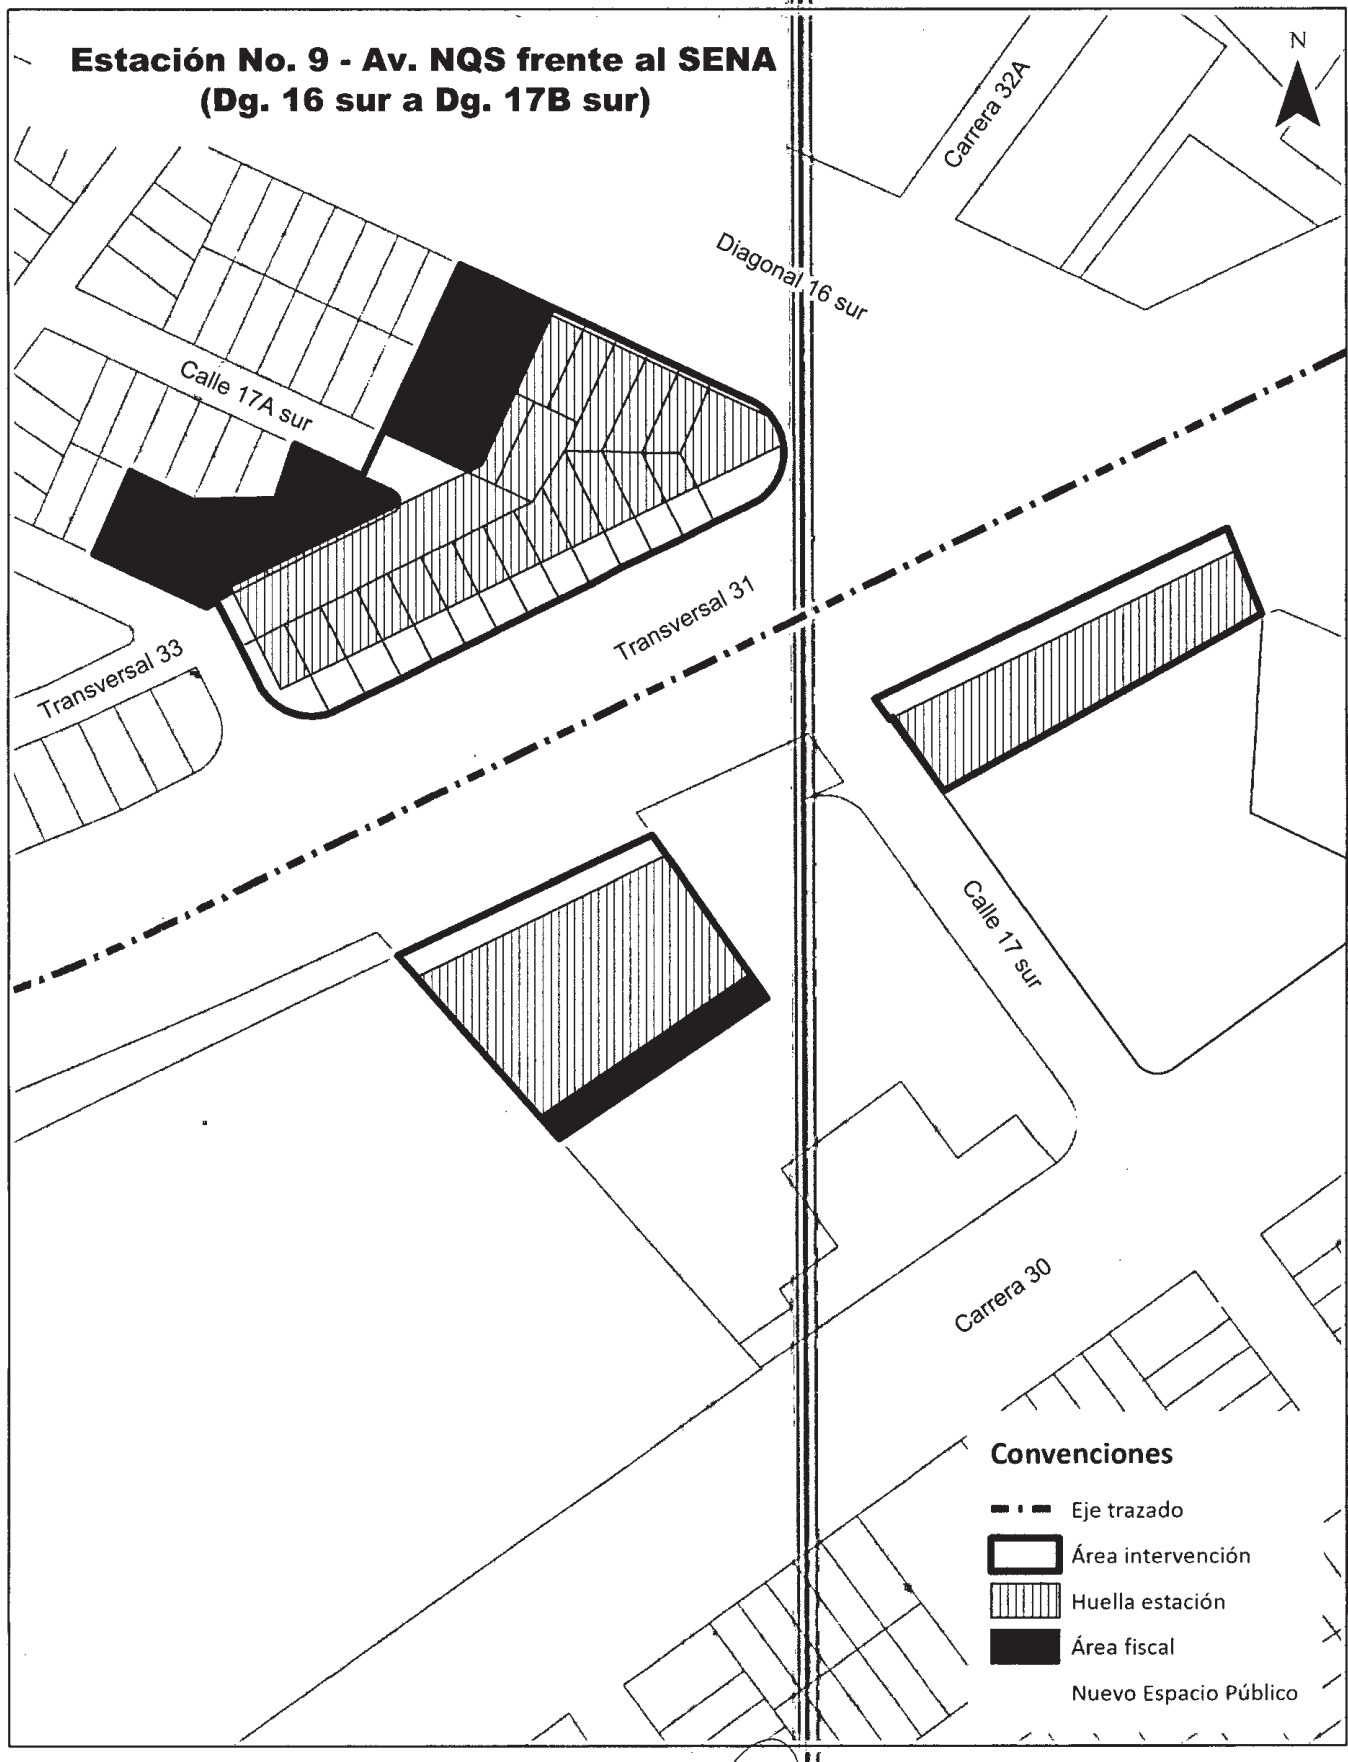 Estación No. 9 - Av. NQS frente al SENA
(Dg. 16 sur a Dg. 17B sur)
N
Carrera 32A
Diagonal 16 sur
Calle 17A sur
Transversal 31
Transversal 33
Calle 17 sur
Carrera 30
Convenciones
Eje trazado
Área intervención
Huella estación
Área fiscal
Nuevo Espacio Público